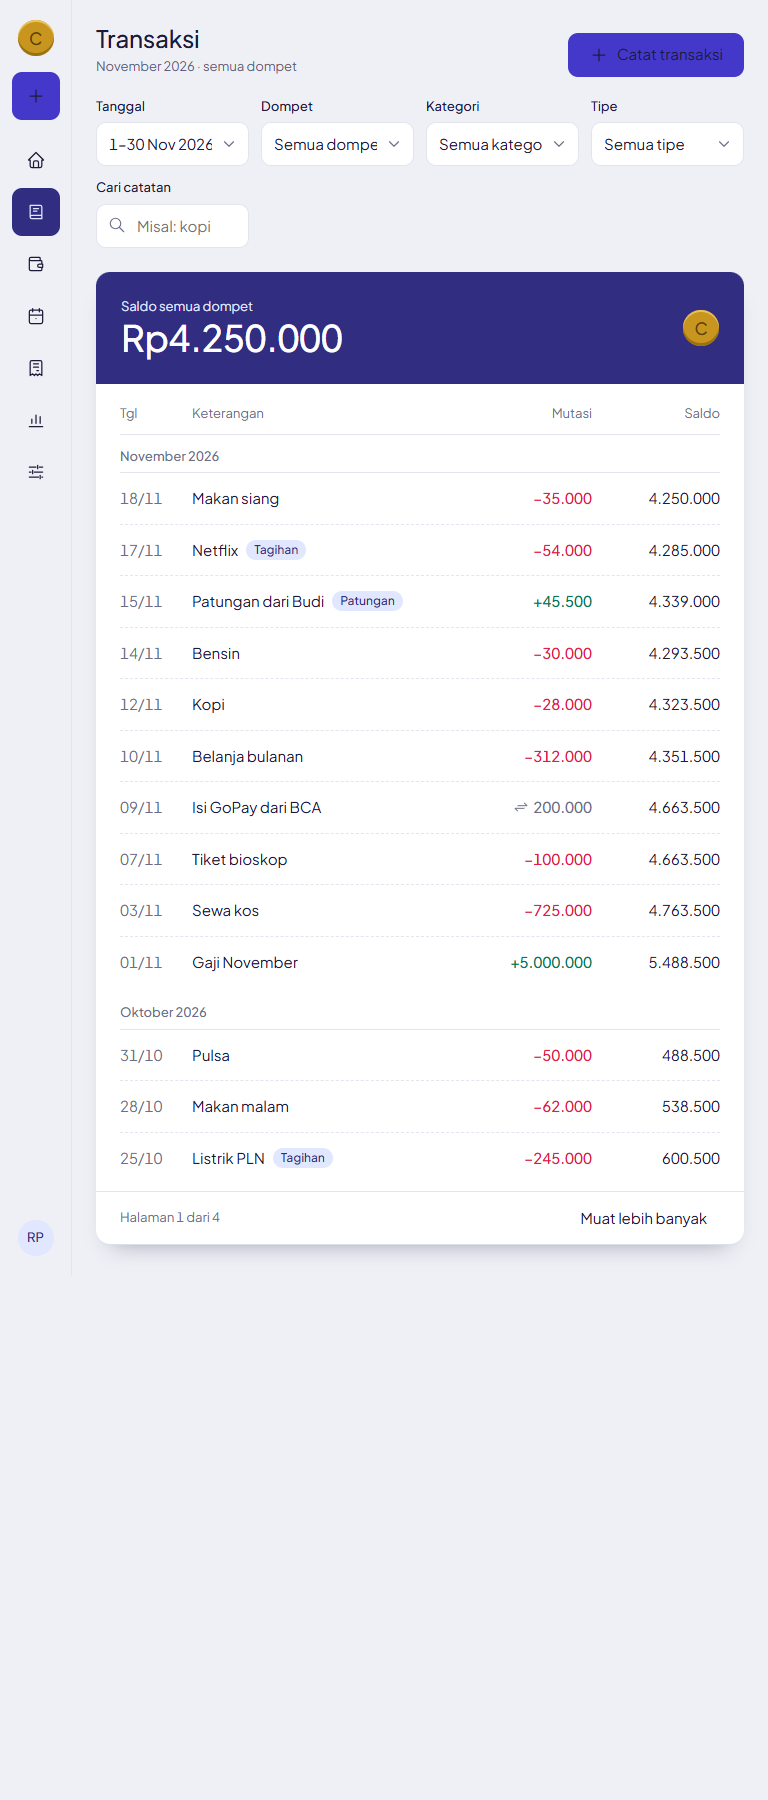 C
Transaksi
November 2026 · semua dompet
Catat transaksi
Tanggal Dompet Kategori Tipe
1–30 Nov 2026 Semua dompe Semua katego Semua tipe
Cari catatan
Misal: kopi
Saldo semua dompet
Rp4.250.000
C
Tgl Keterangan Mutasi Saldo
November 2026
18/11 Makan siang −35.000 4.250.000
17/11 Netflix Tagihan −54.000 4.285.000
15/11 Patungan dari Budi Patungan +45.500 4.339.000
14/11 Bensin −30.000 4.293.500
12/11 Kopi −28.000 4.323.500
10/11 Belanja bulanan −312.000 4.351.500
09/11 Isi GoPay dari BCA ⇌ 200.000 4.663.500
07/11 Tiket bioskop −100.000 4.663.500
03/11 Sewa kos −725.000 4.763.500
01/11 Gaji November +5.000.000 5.488.500
Oktober 2026
31/10 Pulsa −50.000 488.500
28/10 Makan malam −62.000 538.500
25/10 Listrik PLN Tagihan −245.000 600.500
Halaman 1 dari 4 Muat lebih banyak
RP